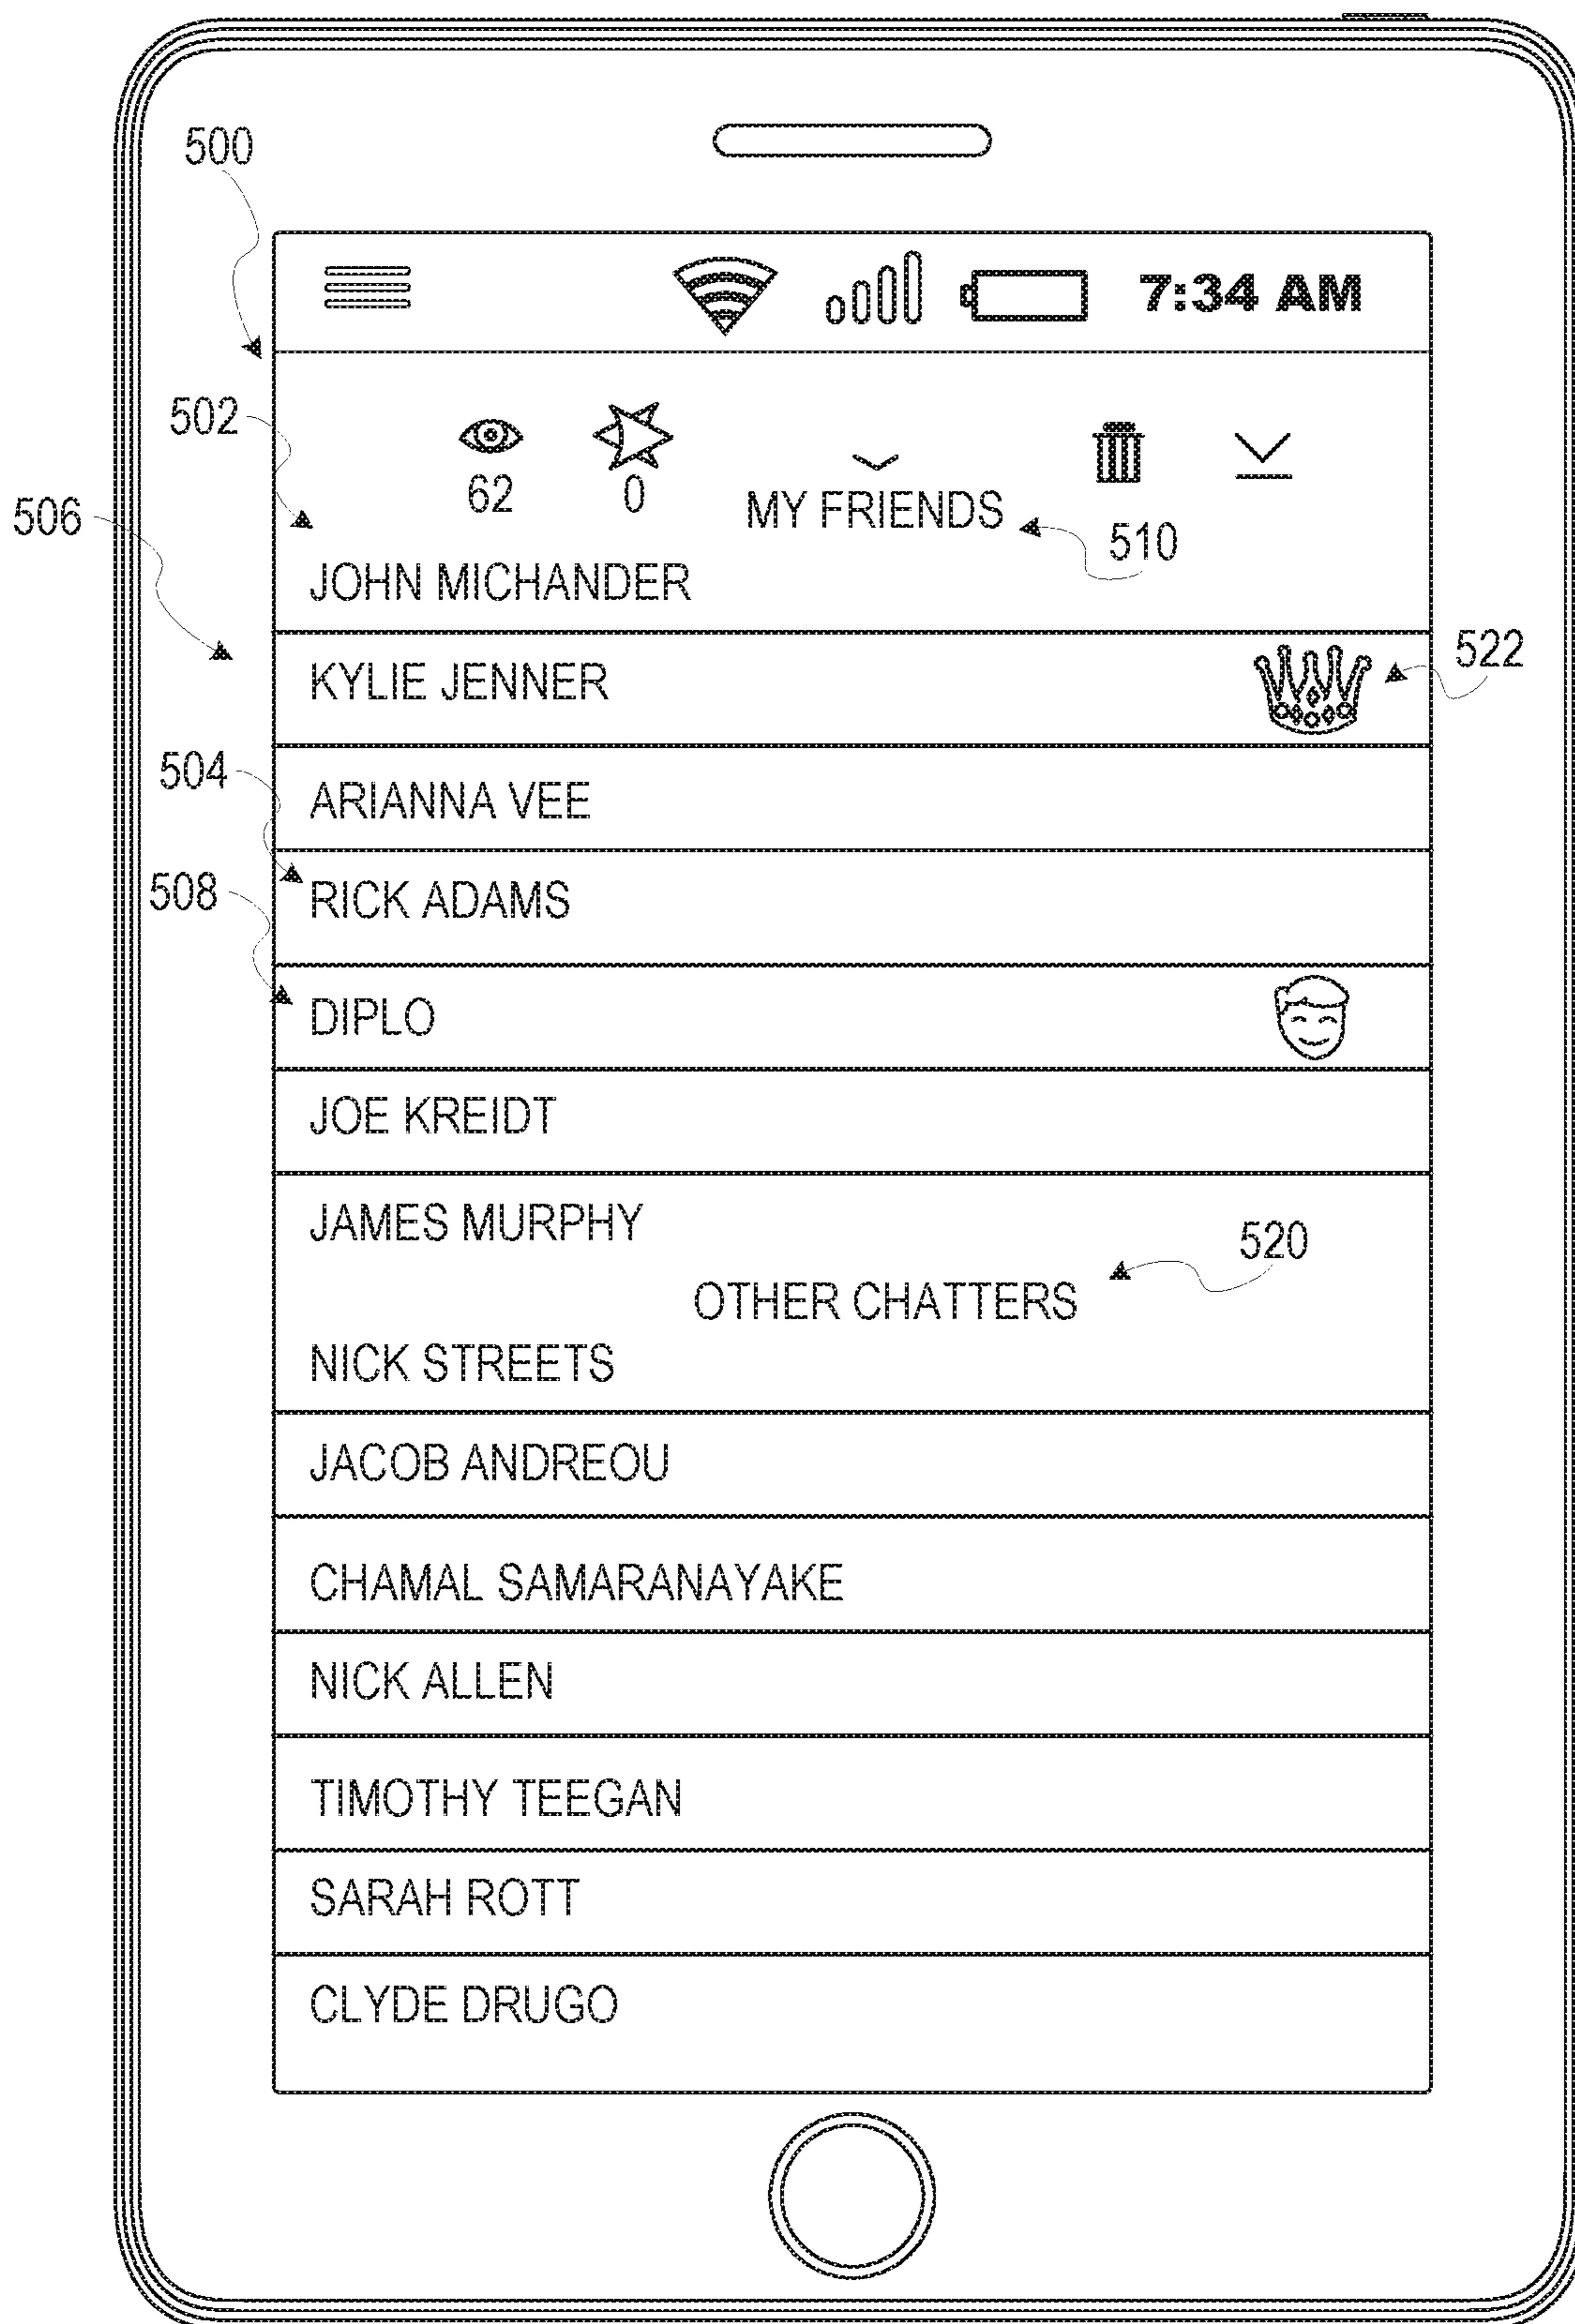 500
7:34 AM
502
62
0
506
MY FRIENDS
510
JOHN MICHANDER
522
KYLIE JENNER
504
ARIANNA VEE
508
RICK ADAMS
DIPLO
JOE KREIDT
JAMES MURPHY
520
OTHER CHATTERS
NICK STREETS
JACOB ANDREOU
CHAMAL SAMARANAYAKE
NICK ALLEN
TIMOTHY TEEGAN
SARAH ROTT
CLYDE DRUGO